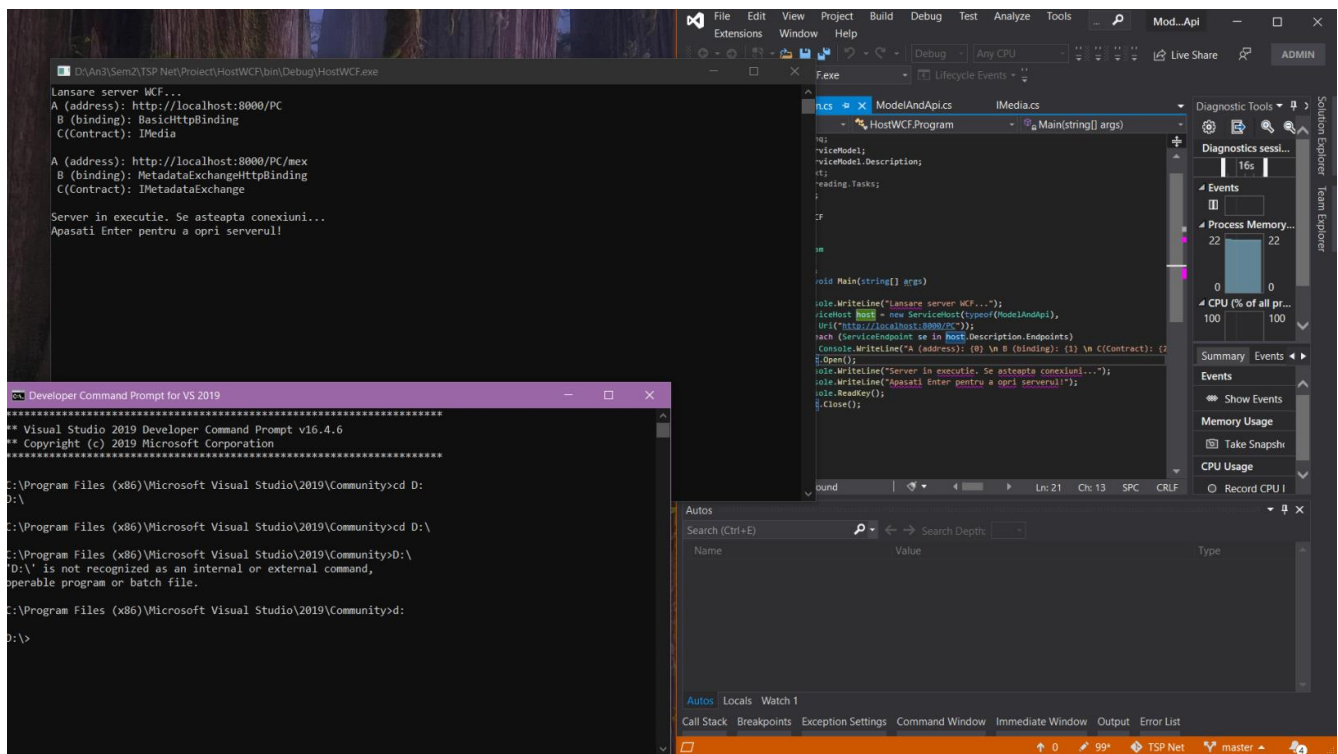 D:\An3\Sem2\TSP Net\Proiect\HostWCF\bin\Debug\HostWCF.exe
Lansare server WCF...
A (address): http://localhost:8000/PC
B (binding): BasicHttpBinding
C(Contract): IMedia
A (address): http://localhost:8000/PC/mex
B (binding): MetadataExchangeHttpBinding
C(Contract): IMetadataExchange
Server in executie. Se asteapta conexiuni...
Apasati Enter pentru a opri serverul!
Developer Command Prompt for VS 2019
**********************************************************************
** Visual Studio 2019 Developer Command Prompt v16.4.6
** Copyright (c) 2019 Microsoft Corporation
**********************************************************************
C:\Program Files (x86)\Microsoft Visual Studio\2019\Community>cd D:
D:\
C:\Program Files (x86)\Microsoft Visual Studio\2019\Community>cd D:\
C:\Program Files (x86)\Microsoft Visual Studio\2019\Community>D:\
'D:\' is not recognized as an internal or external command,
operable program or batch file.
C:\Program Files (x86)\Microsoft Visual Studio\2019\Community>d:
D:\>
File Edit View Project Build Debug Test Analyze Tools ... Mod...Api
Extensions Window Help
Debug Any CPU Live Share ADMIN
F.exe Lifecycle Events
m.cs ModelAndApi.cs IMedia.cs
HostWCF.Program Main(string[] args)
nq;
rviceModel;
rviceModel.Description;
xt;
reading.Tasks;
;
CF
am
void Main(string[] args)
sole.WriteLine("Lansare server WCF...");
viceHost host = new ServiceHost(typeof(ModelAndApi),
Uri("http://localhost:8000/PC"));
each (ServiceEndpoint se in host.Description.Endpoints)
Console.WriteLine("A (address): {0} \n B (binding): {1} \n C(Contract): {2
t.Open();
sole.WriteLine("Server in executie. Se asteapta conexiuni...");
sole.WriteLine("Apasati Enter pentru a opri serverul!");
sole.ReadKey();
t.Close();
ound Ln: 21 Ch: 13 SPC CRLF
Diagnostic Tools
Diagnostics sessi...
16s
Events
Process Memory...
22 22
0 0
CPU (% of all pr...
100 100
Summary Events
Events
Show Events
Memory Usage
Take Snapsh
CPU Usage
Record CPU
Solution Explorer
Team Explorer
Autos
Search (Ctrl+E) Search Depth:
Name Value Type
Autos Locals Watch 1
Call Stack Breakpoints Exception Settings Command Window Immediate Window Output Error List
0 99* TSP Net master 4